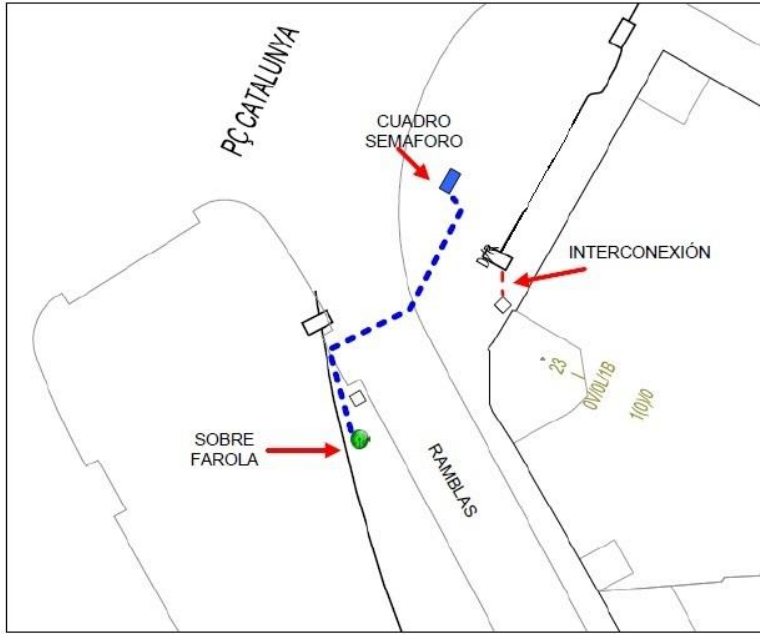 PÇ CATALUNYA
CUADRO
SEMAFORO
INTERCONEXIÓN
23
0V/0L/1B
1(0)/0
SOBRE
FAROLA
RAMBLAS